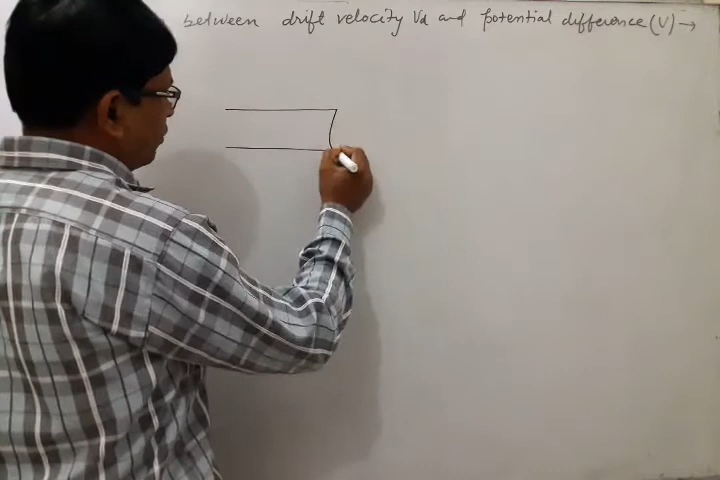 between drift velocity Vd and potential difference (V) →